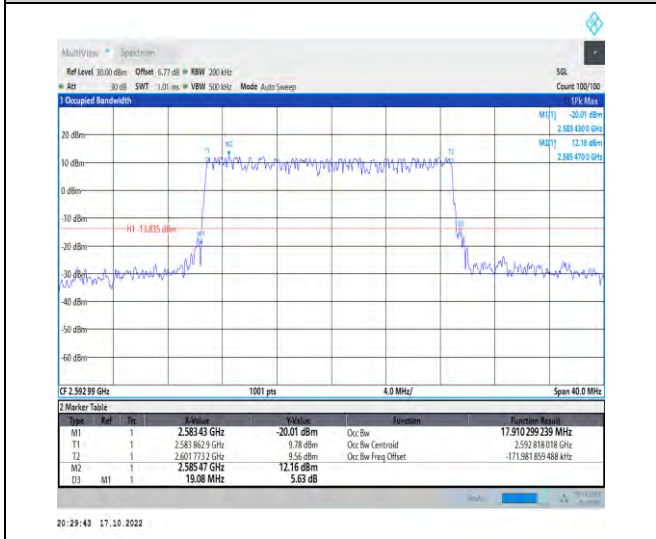 MultiView Spectrum
Ref Level 30.00 dBm Offset 6.77 dB RBW 200 kHz SGL
Att 30 dB SWT 1.01 ms VBW 500 kHz Mode Auto Sweep Count 100/100
1 Occupied Bandwidth 1Pk Max
M1[1] -20.01 dBm
2.583 430 0 GHz
20 dBm
M2[1] 12.16 dBm
2.585 470 0 GHz
T1 M2 T2
10 dBm
0 dBm
-10 dBm
H1 -13.835 dBm
M1
-20 dBm
-30 dBm
-40 dBm
-50 dBm
-60 dBm
CF 2.592 99 GHz 1001 pts 4.0 MHz/ Span 40.0 MHz
2 Marker Table
Type Ref Trc X-Value Y-Value Function Function Result
M1 1 2.583 43 GHz -20.01 dBm Occ Bw 17.910 299 239 MHz
T1 1 2.583 862 9 GHz 9.78 dBm Occ Bw Centroid 2.592 818 018 GHz
T2 1 2.601 773 2 GHz 9.56 dBm Occ Bw Freq Offset -171.981 859 488 kHz
M2 1 2.585 47 GHz 12.16 dBm
D3 M1 1 19.08 MHz 5.63 dB
20:29:43 17.10.2022